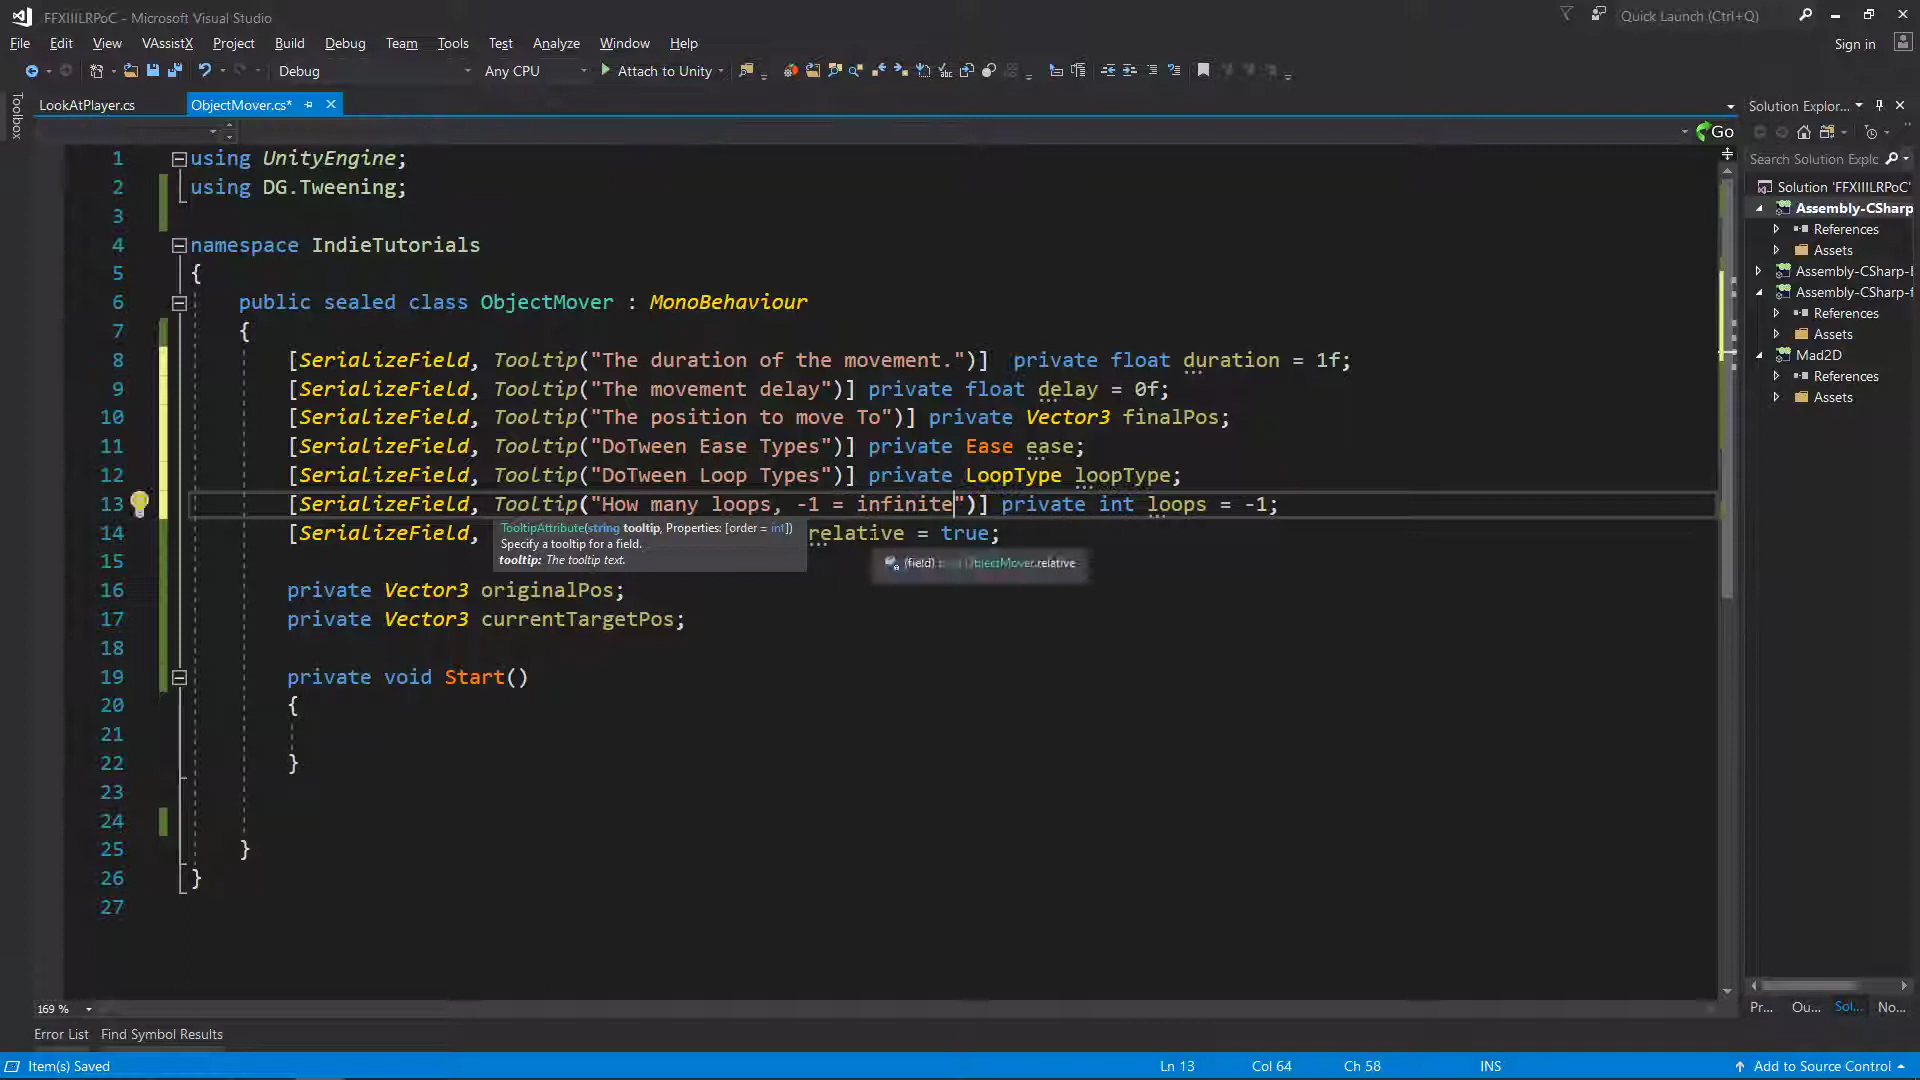 FFXIIILRPoC - Microsoft Visual Studio
Quick Launch (Ctrl+Q)
File Edit View VAssistX Project Build Debug Team Tools Test Analyze Window Help
Sign in
Debug Any CPU Attach to Unity
Toolbox
LookAtPlayer.cs ObjectMover.cs*
Solution Explor...
Go
Search Solution Explc
1 using UnityEngine;
2 using DG.Tweening;
3
4 namespace IndieTutorials
5 {
6 public sealed class ObjectMover : MonoBehaviour
7 {
8 [SerializeField, Tooltip("The duration of the movement.")]  private float duration = 1f;
9 [SerializeField, Tooltip("The movement delay")] private float delay = 0f;
10 [SerializeField, Tooltip("The position to move To")] private Vector3 finalPos;
11 [SerializeField, Tooltip("DoTween Ease Types")] private Ease ease;
12 [SerializeField, Tooltip("DoTween Loop Types")] private LoopType loopType;
13 [SerializeField, Tooltip("How many loops, -1 = infinite")] private int loops = -1;
14 [SerializeField, relative = true;
TooltipAttribute(string tooltip, Properties: [order = int])
Specify a tooltip for a field.
tooltip: The tooltip text.
(field) ObjectMover.relative
15
16 private Vector3 originalPos;
17 private Vector3 currentTargetPos;
18
19 private void Start()
20 {
21
22 }
23
24
25 }
26 }
27
Solution 'FFXIIILRPoC'
Assembly-CSharp
References
Assets
Assembly-CSharp-E
Assembly-CSharp-f
References
Assets
Mad2D
References
Assets
169 %
Pr... Ou... Sol... No...
Error List Find Symbol Results
Item(s) Saved Ln 13 Col 64 Ch 58 INS Add to Source Control